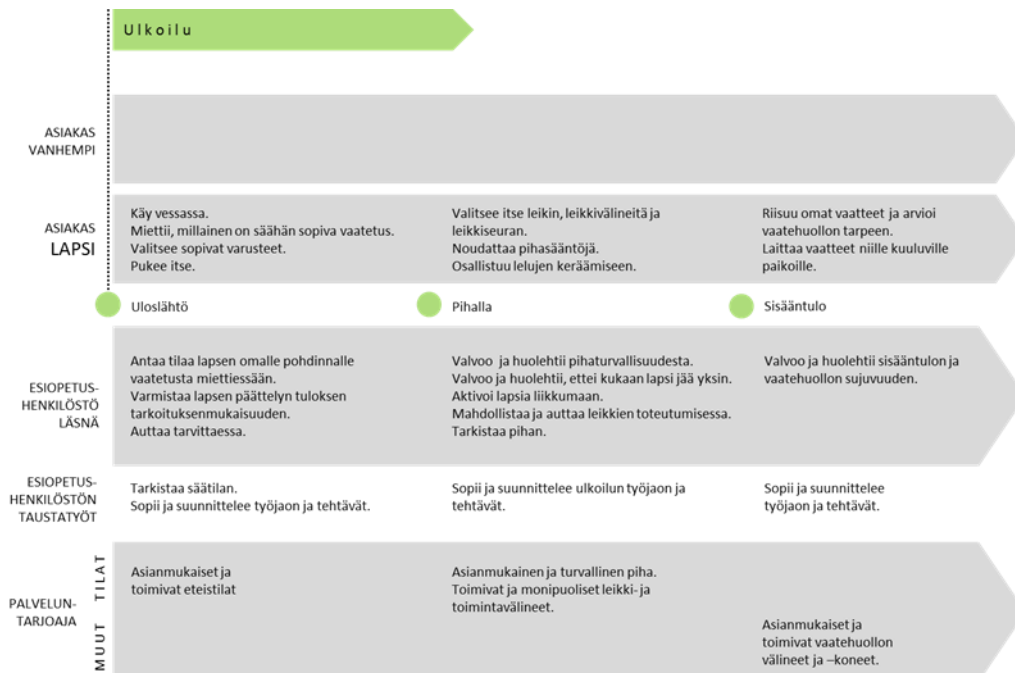 Ulkoilu
ASIAKAS
VANHEMPI
ASIAKAS
LAPSI
Käy vessassa.
Miettii, millainen on säähän sopiva vaatetus.
Valitsee sopivat varusteet.
Pukee itse.
Valitsee itse leikin, leikkivälineitä ja
leikkiseuran.
Noudattaa pihasääntöjä.
Osallistuu lelujen keräämiseen.
Riisuu omat vaatteet ja arvioi
vaatehuollon tarpeen.
Laittaa vaatteet niille kuuluville
paikoille.
Uloslähtö
Pihalla
Sisääntulo
ESIOPETUS-
HENKILÖSTÖ
LÄSNÄ
Antaa tilaa lapsen omalle pohdinnalle
vaatetusta miettiessään.
Varmistaa lapsen päättelyn tuloksen
tarkoituksenmukaisuuden.
Auttaa tarvittaessa.
Valvoo ja huolehtii pihaturvallisuudesta.
Valvoo ja huolehtii, ettei kukaan lapsi jää yksin.
Aktivoi lapsia liikkumaan.
Mahdollistaa ja auttaa leikkien toteutumisessa.
Tarkistaa pihan.
Valvoo ja huolehtii sisääntulon ja
vaatehuollon sujuvuuden.
ESIOPETUS-
HENKILÖSTÖN
TAUSTATYÖT
Tarkistaa säätilan.
Sopii ja suunnittelee työjaon ja tehtävät.
Sopii ja suunnittelee ulkoilun työjaon ja
tehtävät.
Sopii ja suunnittelee
työjaon ja tehtävät.
PALVELUN-
TARJOAJA
TILAT
MUUT
Asianmukaiset ja
toimivat eteistilat
Asianmukainen ja turvallinen piha.
Toimivat ja monipuoliset leikki- ja
toimintavälineet.
Asianmukaiset ja
toimivat vaatehuollon
välineet ja –koneet.